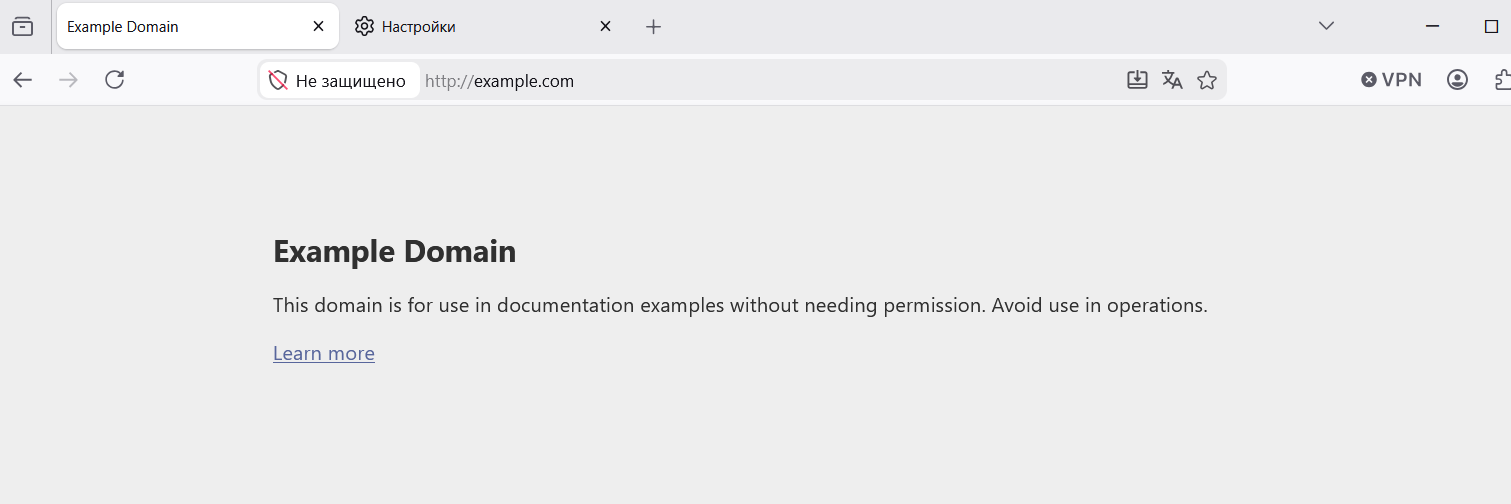 Example Domain
Настройки
Не защищено
http://example.com
VPN
Example Domain
This domain is for use in documentation examples without needing permission. Avoid use in operations.
Learn more